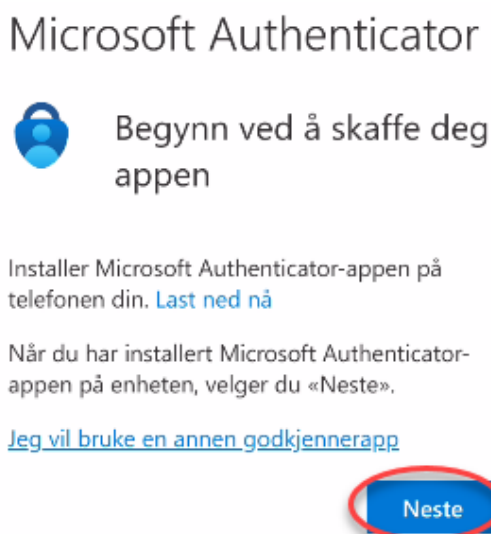 Microsoft Authenticator
Begynn ved å skaffe deg
appen
Installer Microsoft Authenticator-appen på
telefonen din. Last ned nå
Når du har installert Microsoft Authenticator-
appen på enheten, velger du «Neste».
Jeg vil bruke en annen godkjennerapp
Neste